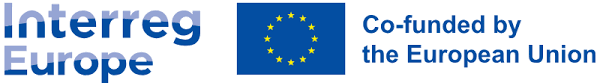 Interreg
Europe
Co-funded by
the European Union